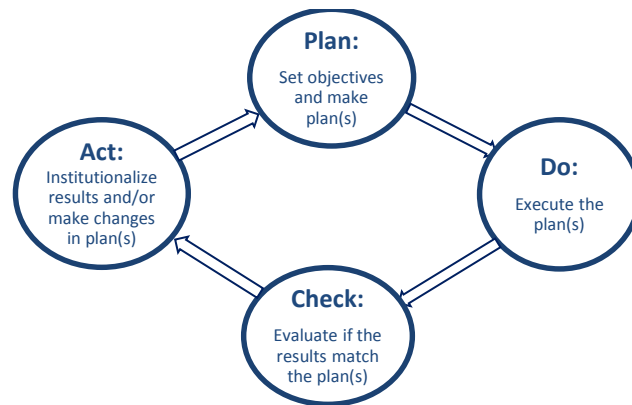 Plan:
Set objectives
and make
plan(s)
Do:
Execute the
plan(s)
Check:
Evaluate if the
results match
the plan(s)
Act:
Institutionalize
results and/or
make changes
in plan(s)